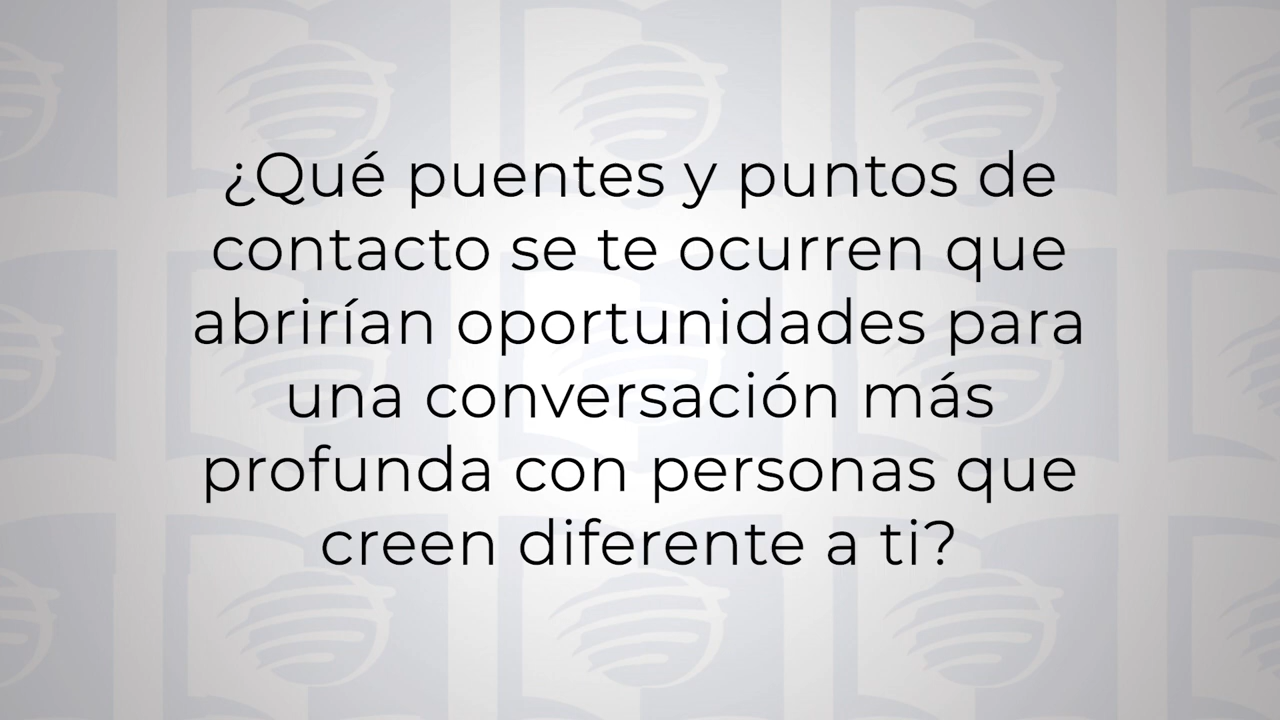 ¿Qué puentes y puntos de
contacto se te ocurren que
abrirían oportunidades para
una conversación más
profunda con personas que
creen diferente a ti?